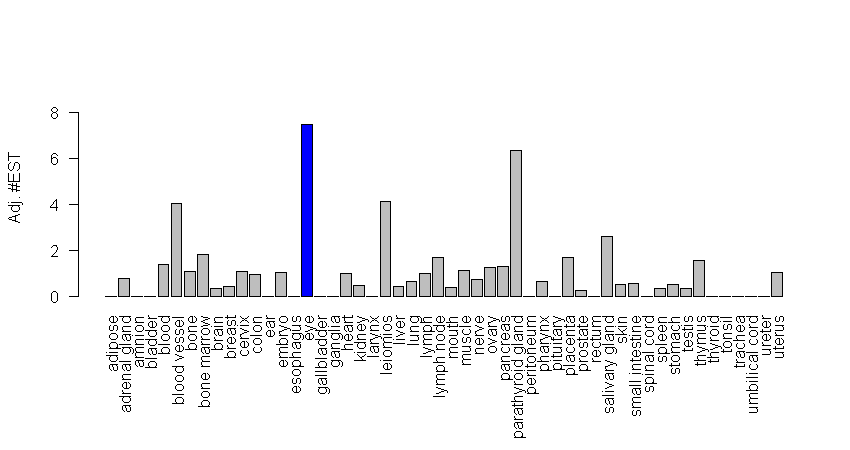 Adj. #EST
8
6
4
2
0
adipose
adrenal gland
amnion
bladder
blood
blood vessel
bone
bone marrow
brain
breast
cervix
colon
ear
embryo
esophagus
eye
gallbladder
ganglia
heart
kidney
larynx
leiomios
liver
lung
lymph
lymph node
mouth
muscle
nerve
ovary
pancreas
parathyroid gland
peritoneum
pharynx
pituitary
placenta
prostate
rectum
salivary gland
skin
small intestine
spinal cord
spleen
stomach
testis
thymus
thyroid
tonsil
trachea
umbilical cord
ureter
uterus